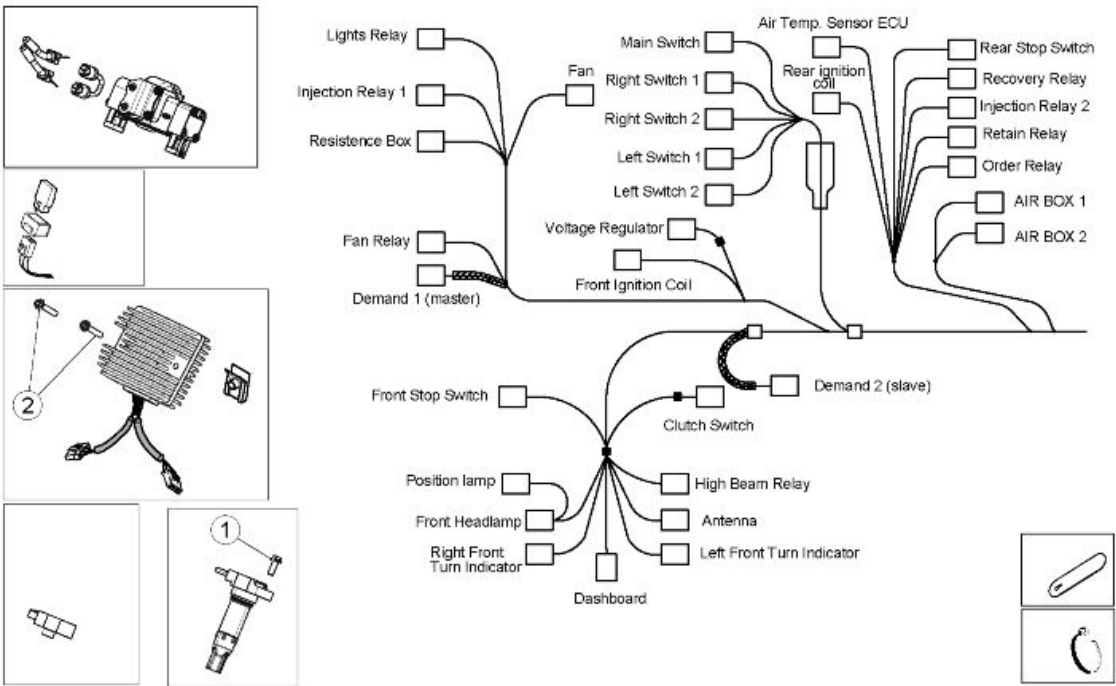 Lights Relay
Injection Relay 1
Resistence Box
Fan
Main Switch
Right Switch 1
Right Switch 2
Left Switch 1
Left Switch 2
Air Temp. Sensor ECU
Rear ignition
coil
Rear Stop Switch
Recovery Relay
Injection Relay 2
Retain Relay
Order Relay
AIR BOX 1
AIR BOX 2
Fan Relay
Demand 1 (master)
Voltage Regulator
Front Ignition Coil
2
Front Stop Switch
Demand 2 (slave)
Clutch Switch
Position lamp
Front Headlamp
Right Front
Turn Indicator
High Beam Relay
Antenna
Left Front Turn Indicator
Dashboard
1